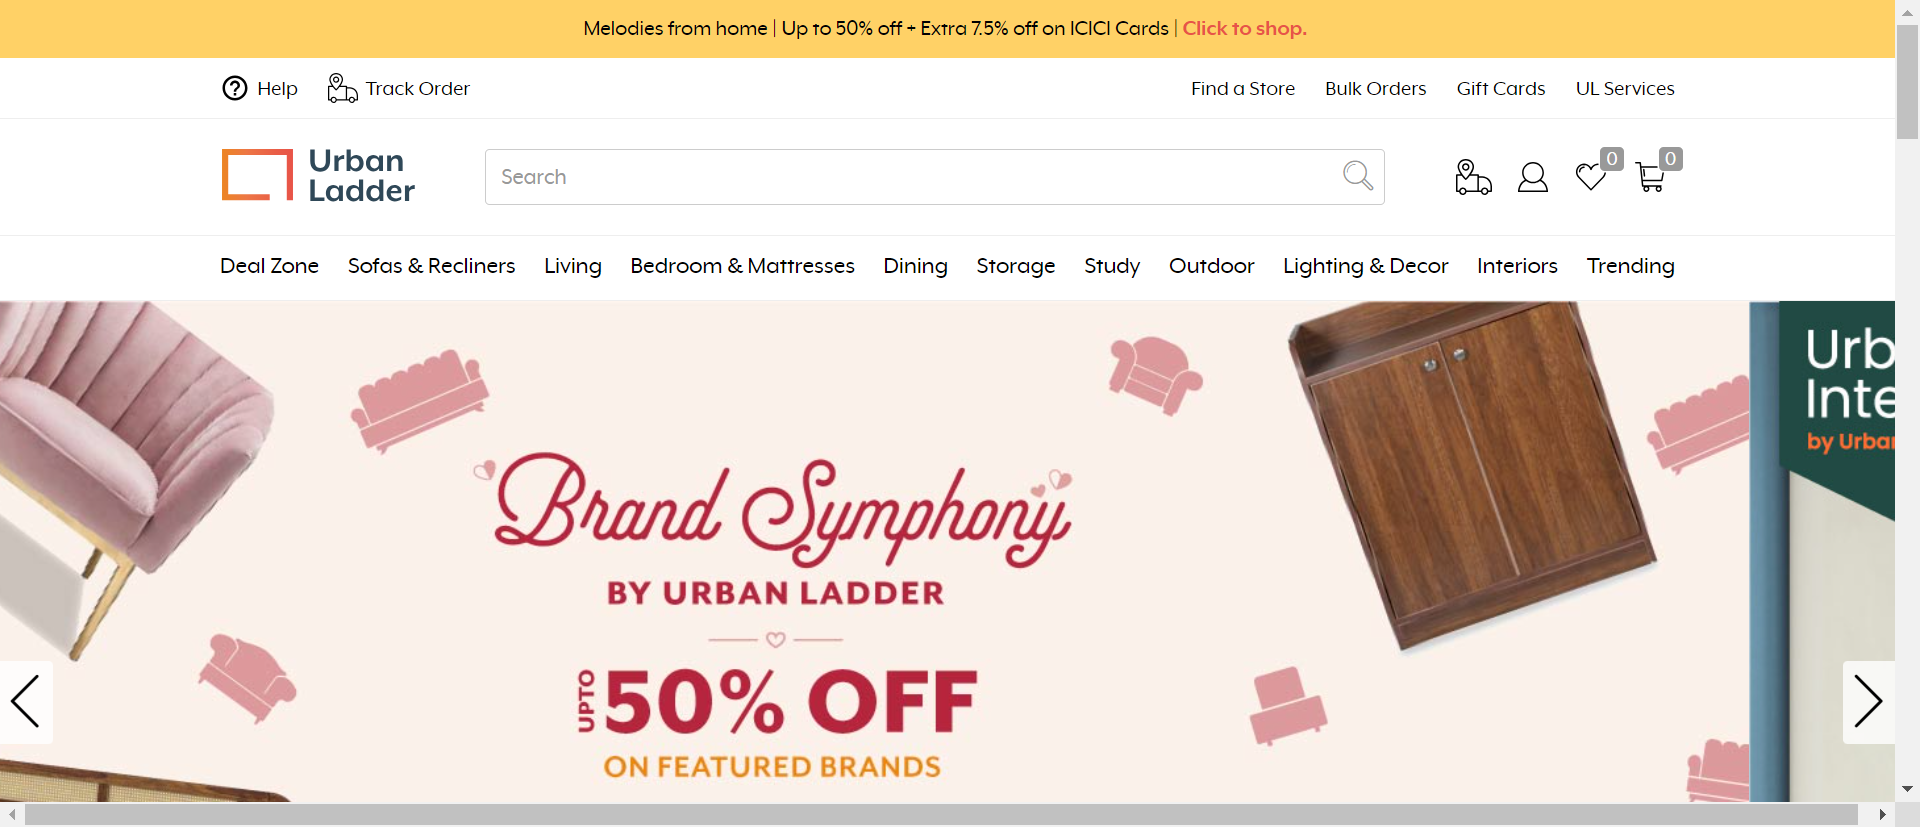 Melodies from home | Up to 50% off + Extra 7.5% off on ICICI Cards | Click to shop.
Help Track Order Find a Store Bulk Orders Gift Cards UL Services
Urban
Ladder
Search
0 0
Deal Zone Sofas & Recliners Living Bedroom & Mattresses Dining Storage Study Outdoor Lighting & Decor Interiors Trending
Brand Symphony
BY URBAN LADDER
UPTO 50% OFF
ON FEATURED BRANDS
Urb
Inte
by Urban